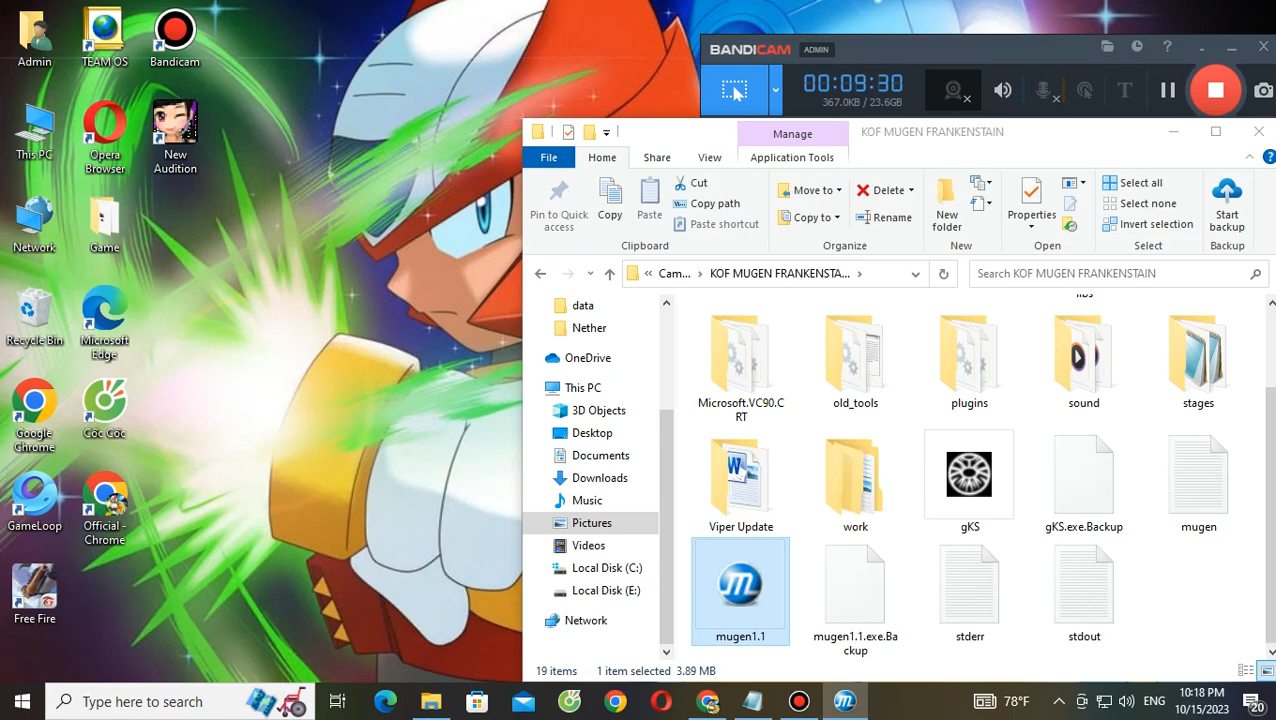 Admin
TEAM OS
Bandicam
This PC
Opera
Browser
New
Audition
Network
Game
Recycle Bin
Microsoft
Edge
Google
Chrome
Cốc Cốc
GameLoop
Official -
Chrome
Free Fire
BANDICAM
ADMIN
00:09:30
367.0KB / 23.6GB
Manage
KOF MUGEN FRANKENSTAIN
File
Home
Share
View
Application Tools
Pin to Quick
access
Copy
Paste
Cut
Copy path
Paste shortcut
Clipboard
Move to
Copy to
Delete
Rename
Organize
New
folder
New
Properties
Open
Select all
Select none
Invert selection
Select
Start
backup
Backup
« Cam... > KOF MUGEN FRANKENSTA... >
Search KOF MUGEN FRANKENSTAIN
data
Nether
OneDrive
This PC
3D Objects
Desktop
Documents
Downloads
Music
Pictures
Videos
Local Disk (C:)
Local Disk (E:)
Network
libs
Microsoft.VC90.C
RT
old_tools
plugins
sound
stages
Viper Update
work
gKS
gKS.exe.Backup
mugen
mugen1.1
mugen1.1.exe.Ba
ckup
stderr
stdout
19 items
1 item selected 3.89 MB
Type here to search
78°F
ENG
10:18 PM
10/15/2023
20